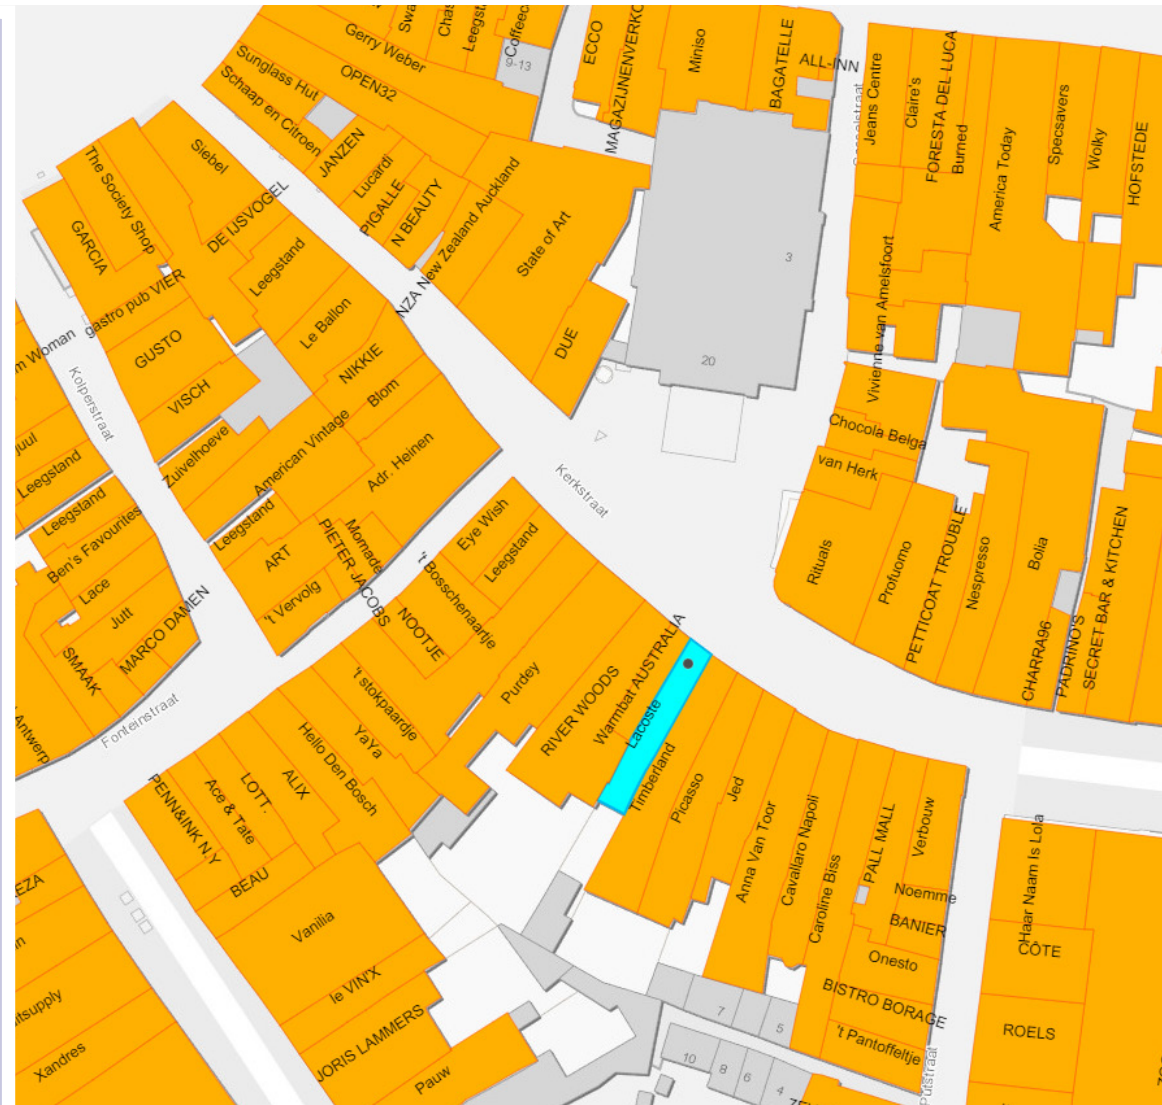 Gerry Weber
Coffeec
9-13
ECCO
MAGAZIJNENVERKO
Miniso
BAGATELLE
ALL-INN
Sunglass Hut
OPEN32
Schaap en Citroen
JANZEN
Lucardi
PIGALLE
N BEAUTY
NZA New Zealand Auckland
State of Art
DUE
3
20
Jeans Centre
Claire's
FORESTA DEL LUCA
Burned
America Today
Specsavers
Wolky
HOFSTEDE
Vivienne van Amelsfoort
Chocola Belga
van Herk
Rituals
Profuomo
PETTICOAT TROUBLE
Nespresso
Bolia
CHARRA96
PADRINO'S
SECRET BAR & KITCHEN
Siebel
The Society Shop
GARCIA
DE IJSVOGEL
Leegstand
gastro pub VIER
m Woman
Le Ballon
GUSTO
NIKKIE
VISCH
Blom
Kolperstraat
Zuivelhoeve
American Vintage
Adr. Heinen
juul
Leegstand
Leegstand
Leegstand
Ben's Favourites
Lace
Jutt
MARCO DAMEN
SMAAK
Antwerp
Fonteinstraat
ART
Momade
PIETER JACOBS
't Vervolg
NOOTJE
't Bosschenaartje
Eye Wish
Leegstand
Kerkstraat
Purdey
RIVER WOODS
Warmbat AUSTRALIA
Lacoste
Timberland
Picasso
Jed
Anna Van Toor
Cavallaro Napoli
Caroline Biss
PALL MALL
Verbouw
Noemme
BANIER
Onesto
BISTRO BORAGE
't Pantoffeltje
Putstraat
Haar Naam Is Lola
CÔTE
ROELS
't stokpaardje
YaYa
Hello Den Bosch
ALIX
LOTT.
Ace & Tate
PENN&INK N.Y
BEAU
Vanilia
le VIN'X
JORIS LAMMERS
Pauw
Xandres
itsupply
EZA
7
5
10
8
6
4